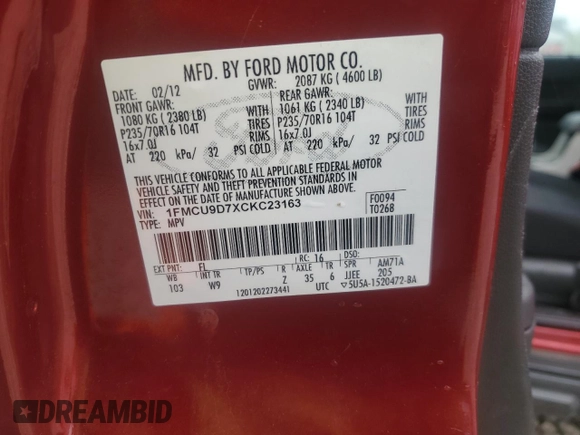 MFD. BY FORD MOTOR CO.
DATE: 02/12 GVWR: 2087 KG ( 4600 LB)
FRONT GAWR: REAR GAWR:
1080 KG ( 2380 LB) WITH 1061 KG ( 2340 LB) WITH
P235/70R16 104T TIRES P235/70R16 104T TIRES
16x7.0J RIMS 16x7.0J RIMS
AT 220 kPa/ 32 PSI COLD AT 220 kPa/ 32 PSI COLD
THIS VEHICLE CONFORMS TO ALL APPLICABLE FEDERAL MOTOR
VEHICLE SAFETY AND THEFT PREVENTION STANDARDS IN
EFFECT ON THE DATE OF MANUFACTURE SHOWN ABOVE.
VIN: 1FMCU9D7XCKC23163 F0094
TYPE: MPV T0268
EXT PNT: FL RC: 16 DSO:
WB INT TR TP/PS R AXLE TR SPR AM71A
103 W9 Z 35 6 JJEE 205
1201202273441 UTC 5U5A-1520472-BA
Ford
DREAMBID